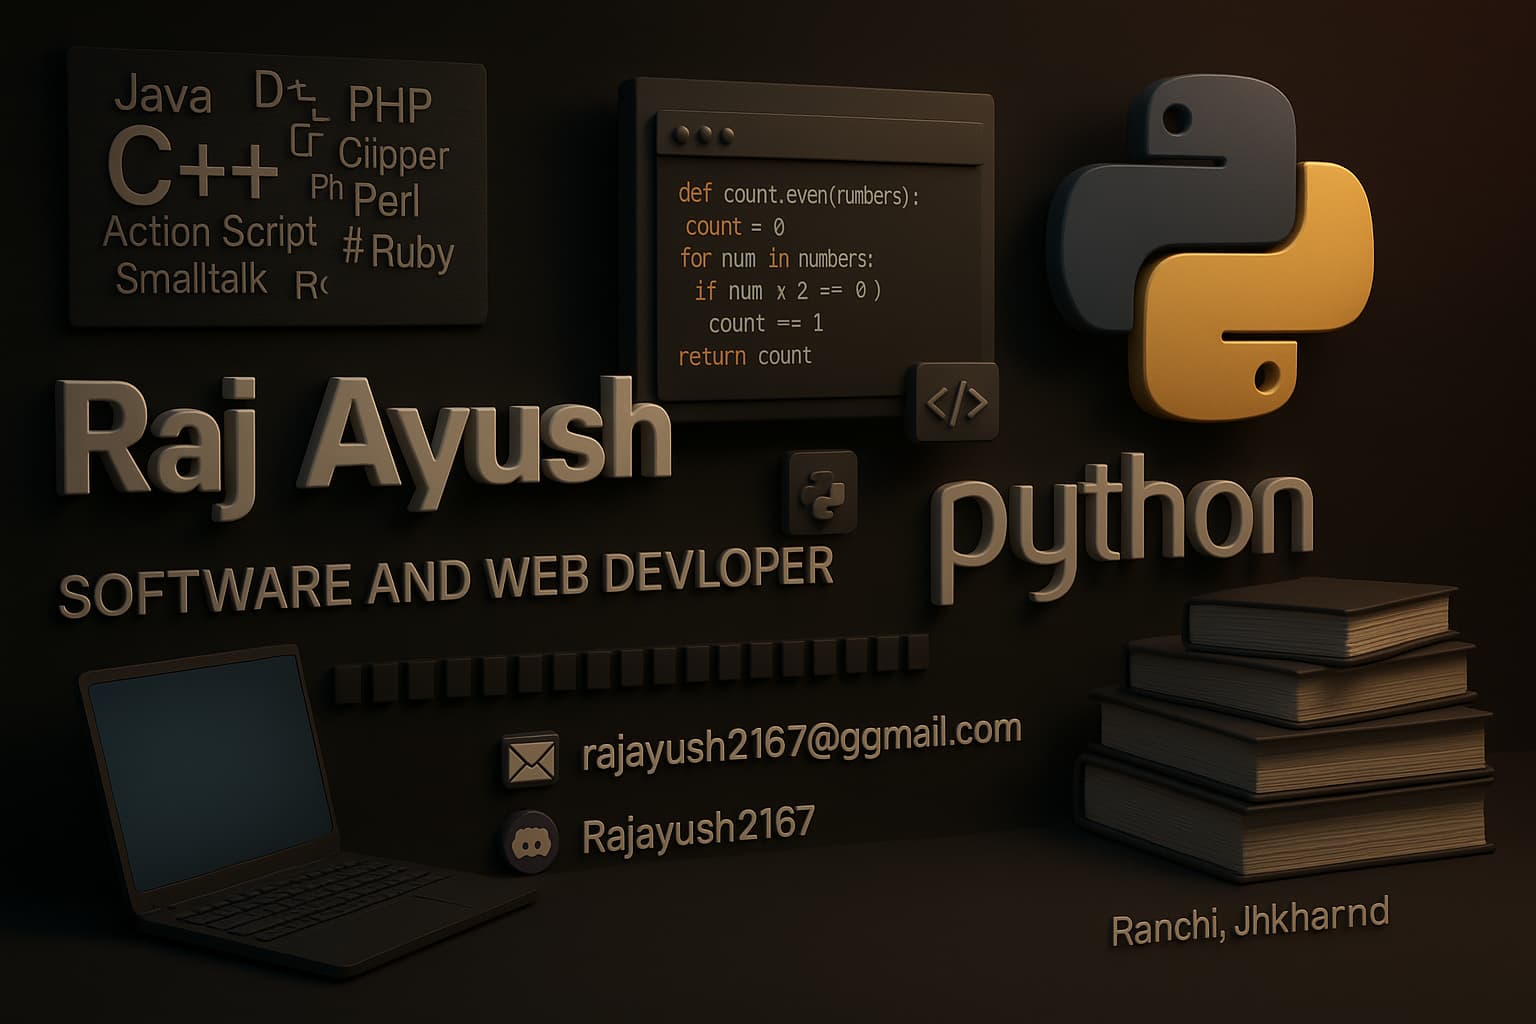 Java
PHP
C++
Ciipper
Ph Perl
Action Script
# Ruby
Smalltalk
def count.even(rumbers):
count = 0
for num in numbers:
if num x 2 == 0 )
count == 1
return count
</>
Raj Ayush
python
SOFTWARE AND WEB DEVLOPER
rajayush2167@ggmail.com
Rajayush2167
Ranchi, Jhkharnd